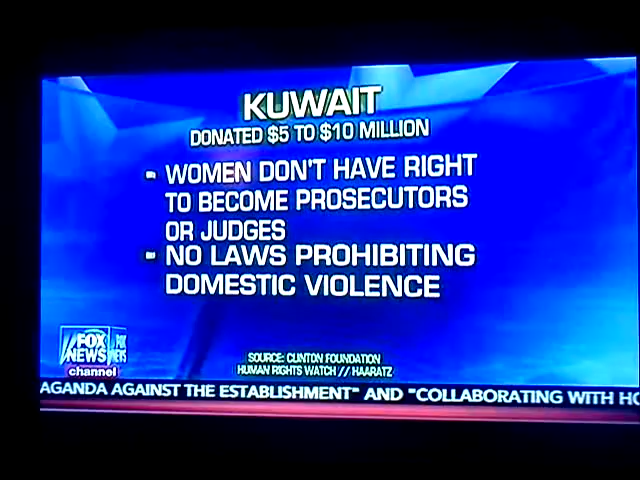 KUWAIT
DONATED $5 TO $10 MILLION
- WOMEN DON'T HAVE RIGHT
TO BECOME PROSECUTORS
OR JUDGES
- NO LAWS PROHIBITING
DOMESTIC VIOLENCE
FOX
NEWS
channel
SOURCE: CLINTON FOUNDATION
HUMAN RIGHTS WATCH // HAARATZ
AGANDA AGAINST THE ESTABLISHMENT" AND "COLLABORATING WITH HO